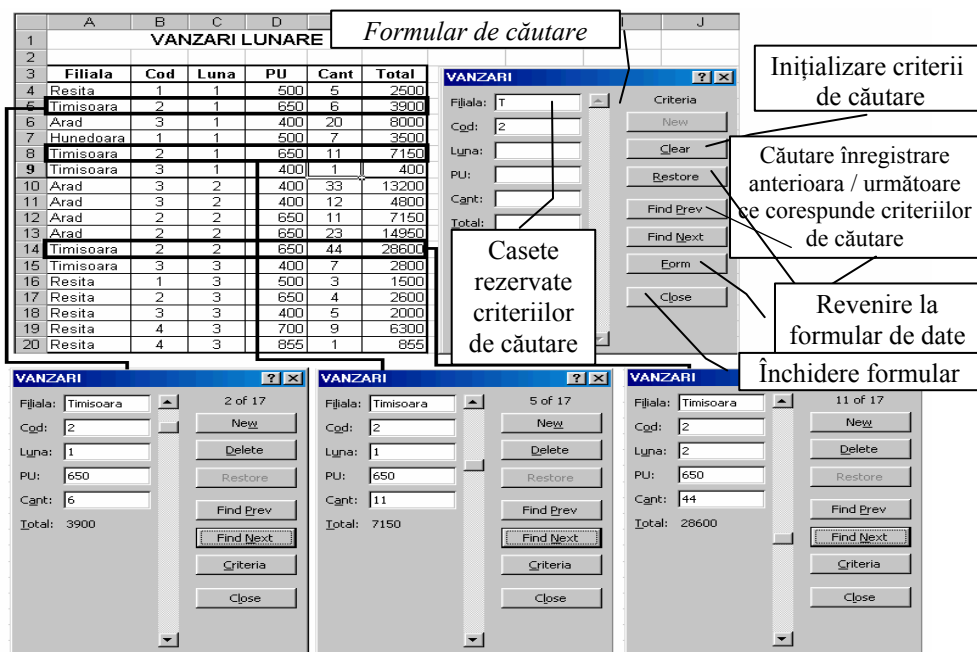 A B C D I J
1 VANZARI LUNARE
Formular de căutare
2
3 Filiala Cod Luna PU Cant Total
4 Resita 1 1 500 5 2500
5 Timisoara 2 1 650 6 3900
6 Arad 3 1 400 20 8000
7 Hunedoara 1 1 500 7 3500
8 Timisoara 2 1 650 11 7150
9 Timisoara 3 1 400 1 400
10 Arad 3 2 400 33 13200
11 Arad 3 2 400 12 4800
12 Arad 2 2 650 11 7150
13 Arad 2 2 650 23 14950
14 Timisoara 2 2 650 44 28600
15 Timisoara 3 3 400 7 2800
16 Resita 1 3 500 3 1500
17 Resita 2 3 650 4 2600
18 Resita 3 3 400 5 2000
19 Resita 4 3 700 9 6300
20 Resita 4 3 855 1 855
VANZARI
Filiala: T
Cod: 2
Luna:
PU:
Cant:
Total:
Criteria
New
Clear
Restore
Find Prev
Find Next
Form
Close
Casete
rezervate
criteriilor
de căutare
Inițializare criterii
de căutare
Căutare înregistrare
anterioara / următoare
ce corespunde criteriilor
de căutare
Revenire la
formular de date
Închidere formular
VANZARI
Filiala: Timisoara
Cod: 2
Luna: 1
PU: 650
Cant: 6
Total: 3900
2 of 17
New
Delete
Restore
Find Prev
Find Next
Criteria
Close
VANZARI
Filiala: Timisoara
Cod: 2
Luna: 1
PU: 650
Cant: 11
Total: 7150
5 of 17
New
Delete
Restore
Find Prev
Find Next
Criteria
Close
VANZARI
Filiala: Timisoara
Cod: 2
Luna: 2
PU: 650
Cant: 44
Total: 28600
11 of 17
New
Delete
Restore
Find Prev
Find Next
Criteria
Close